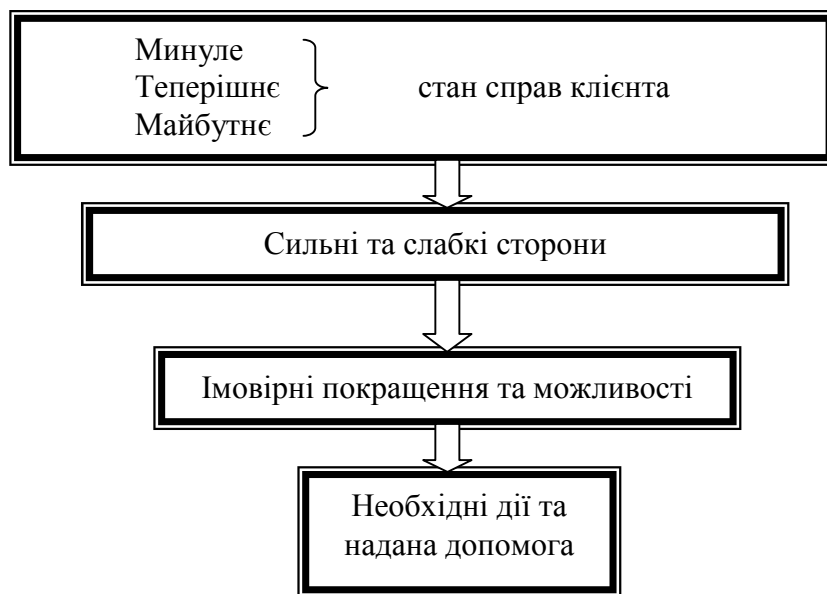 Минуле
Теперішнє стан справ клієнта
Майбутнє
Сильні та слабкі сторони
Імовірні покращення та можливості
Необхідні дії та
надана допомога